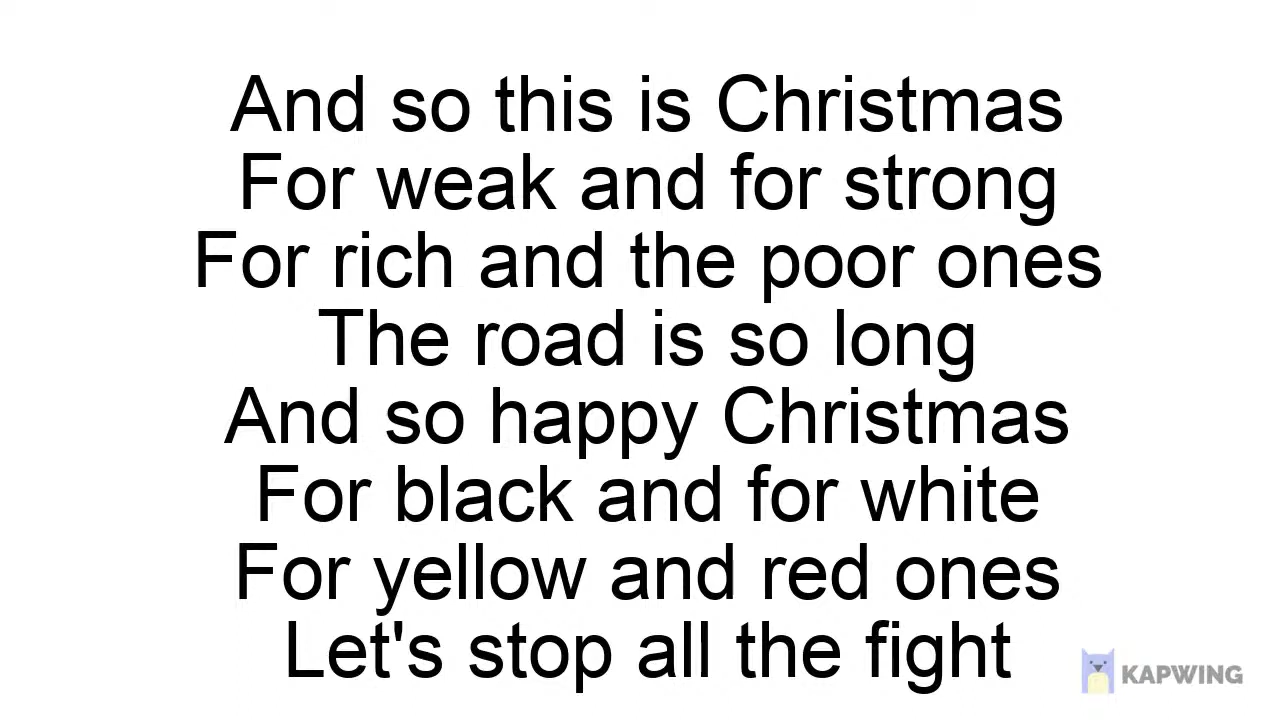 And so this is Christmas
For weak and for strong
For rich and the poor ones
The road is so long
And so happy Christmas
For black and for white
For yellow and red ones
Let's stop all the fight
KAPWING